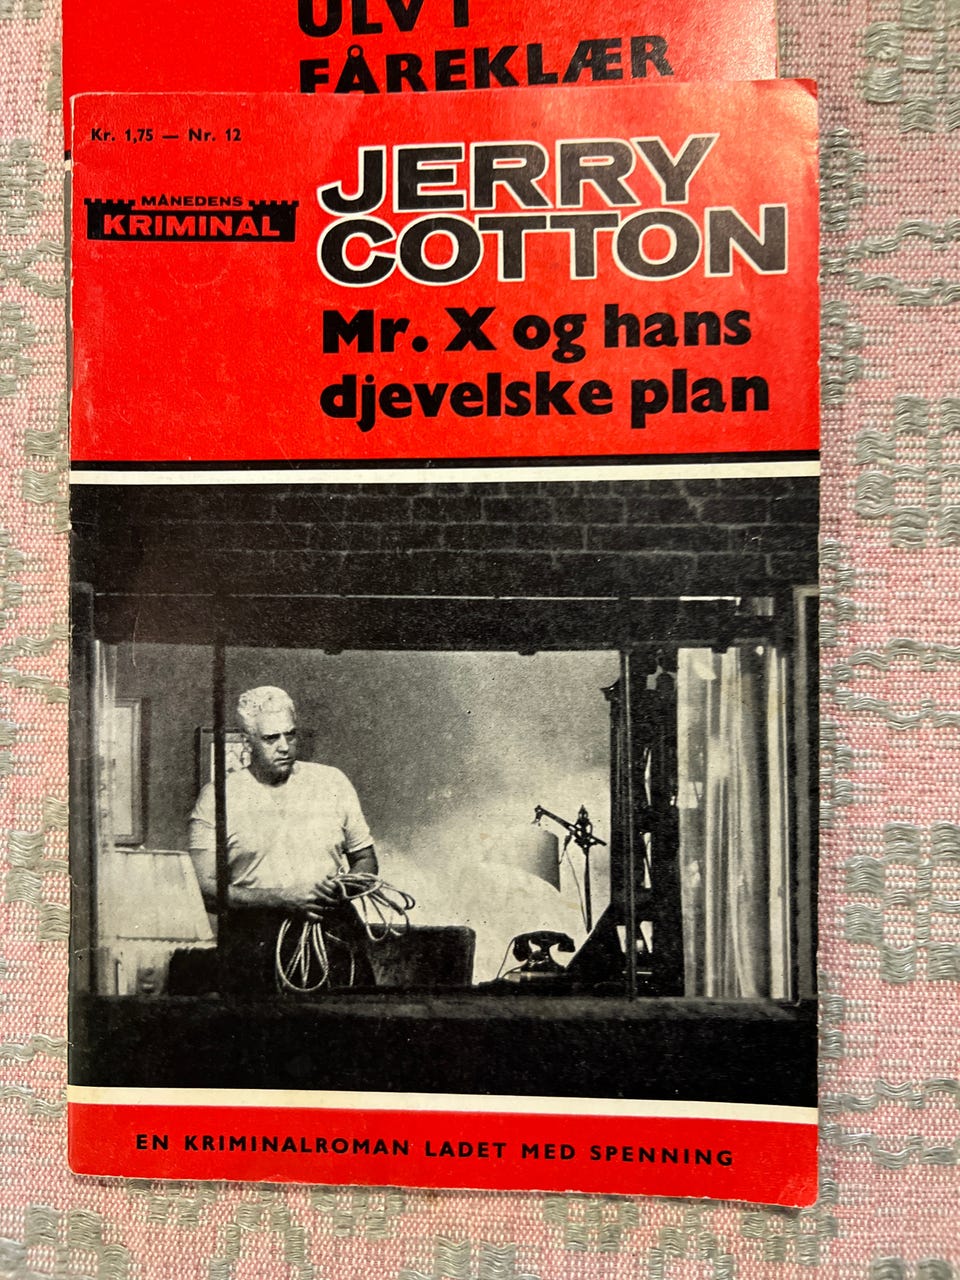 ULV I
FÅREKLÆR
Kr. 1,75 — Nr. 12
MÅNEDENS
KRIMINAL
JERRY
COTTON
Mr. X og hans
djevelske plan
EN KRIMINALROMAN LADET MED SPENNING